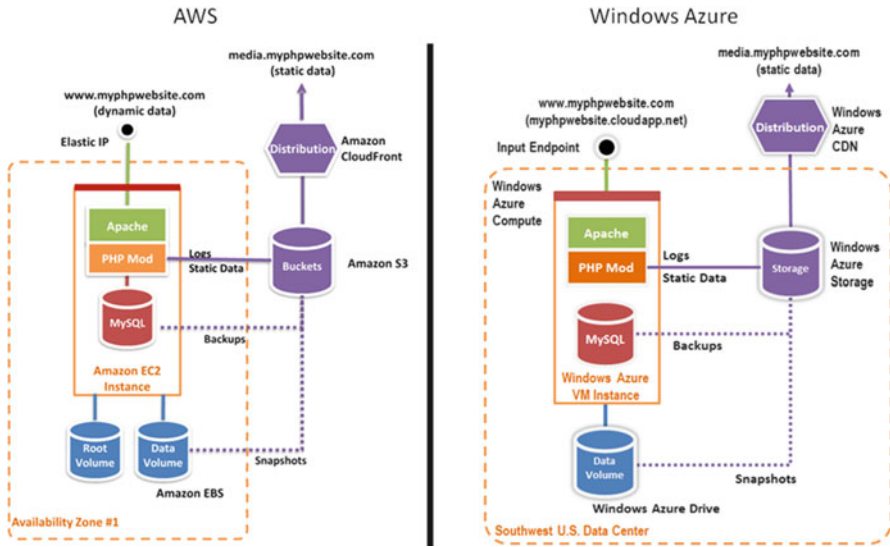 AWS
media.myphpwebsite.com
(static data)
www.myphpwebsite.com
(dynamic data)
Elastic IP
Distribution
Amazon
CloudFront
Apache
PHP Mod
Logs
Static Data
Buckets
Amazon S3
MySQL
Backups
Amazon EC2
Instance
Root
Volume
Data
Volume
Snapshots
Amazon EBS
Availability Zone #1
Windows Azure
media.myphpwebsite.com
(static data)
www.myphpwebsite.com
(myphpwebsite.cloudapp.net)
Input Endpoint
Distribution
Windows
Azure
CDN
Windows
Azure
Compute
Apache
PHP Mod
Logs
Static Data
Storage
Windows
Azure
Storage
MySQL
Backups
Windows Azure
VM Instance
Data
Volume
Snapshots
Windows Azure Drive
Southwest U.S. Data Center